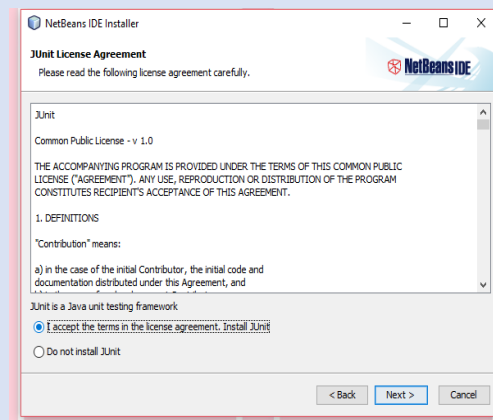 NetBeans IDE Installer
JUnit License Agreement
Please read the following license agreement carefully.
NetBeans IDE
JUnit
Common Public License - v 1.0
THE ACCOMPANYING PROGRAM IS PROVIDED UNDER THE TERMS OF THIS COMMON PUBLIC
LICENSE ("AGREEMENT"). ANY USE, REPRODUCTION OR DISTRIBUTION OF THE PROGRAM
CONSTITUTES RECIPIENT'S ACCEPTANCE OF THIS AGREEMENT.
1. DEFINITIONS
"Contribution" means:
a) in the case of the initial Contributor, the initial code and
documentation distributed under this Agreement, and
JUnit is a Java unit testing framework
I accept the terms in the license agreement. Install JUnit
Do not install JUnit
< Back
Next >
Cancel